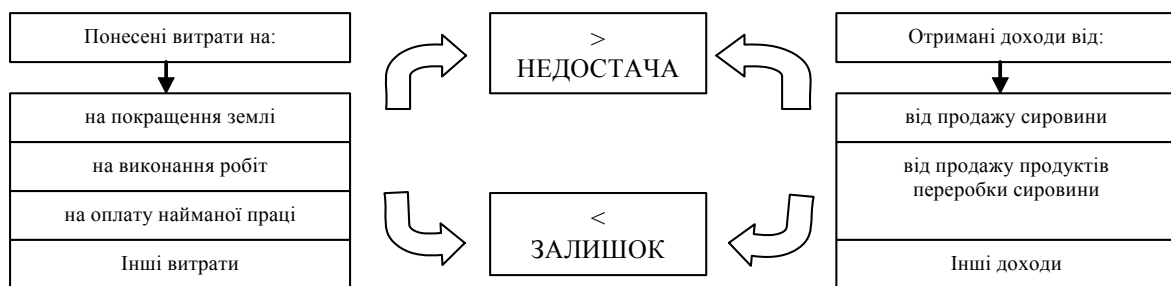 Понесені витрати на:
на покращення землі
на виконання робіт
на оплату найманої праці
Інші витрати
>
НЕДОСТАЧА
<
ЗАЛИШОК
Отримані доходи від:
від продажу сировини
від продажу продуктів
переробки сировини
Інші доходи